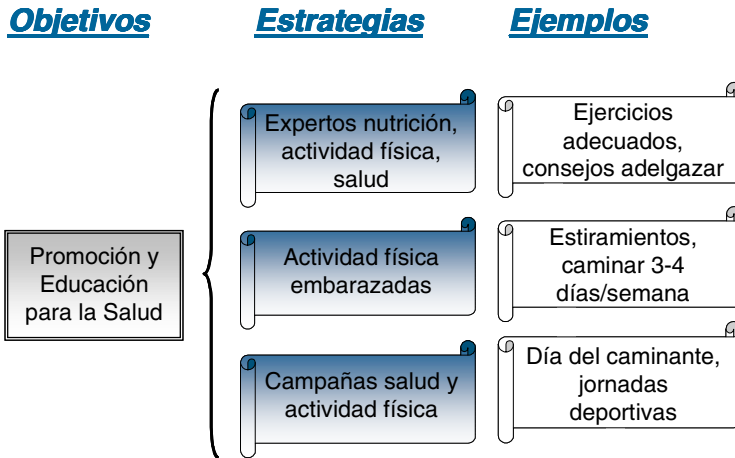 Objetivos
Estrategias
Ejemplos
Expertos nutrición,
actividad física,
salud
Ejercicios
adecuados,
consejos adelgazar
Promoción y
Educación
para la Salud
Actividad física
embarazadas
Estiramientos,
caminar 3-4
días/semana
Campañas salud y
actividad física
Día del caminante,
jornadas
deportivas